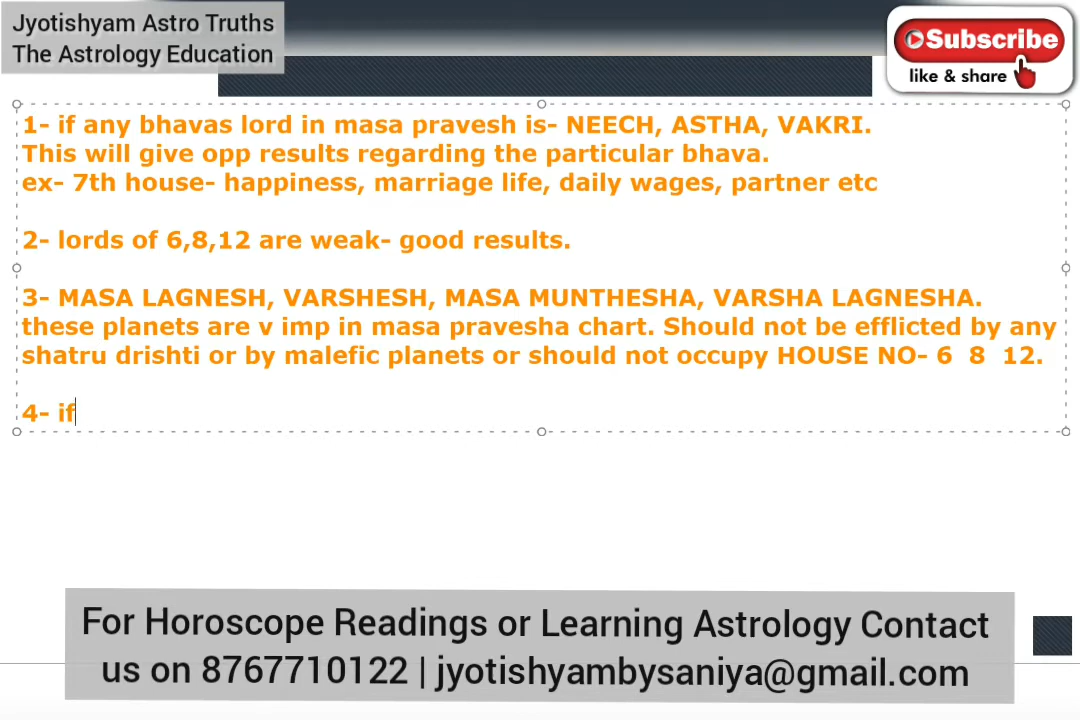 Jyotishyam Astro Truths
The Astrology Education
Subscribe
like & share
1- if any bhavas lord in masa pravesh is- NEECH, ASTHA, VAKRI.
This will give opp results regarding the particular bhava.
ex- 7th house- happiness, marriage life, daily wages, partner etc
2- lords of 6,8,12 are weak- good results.
3- MASA LAGNESH, VARSHESH, MASA MUNTHESHA, VARSHA LAGNESHA.
these planets are v imp in masa pravesha chart. Should not be efflicted by any
shatru drishti or by malefic planets or should not occupy HOUSE NO- 6  8  12.
4- if
For Horoscope Readings or Learning Astrology Contact
us on 8767710122 | jyotishyambysaniya@gmail.com